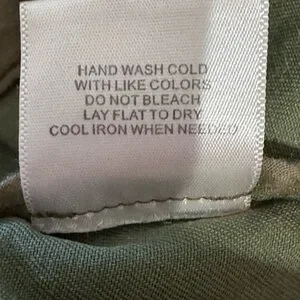 HAND WASH COLD
WITH LIKE COLORS
DO NOT BLEACH
LAY FLAT TO DRY
COOL IRON WHEN NEEDED